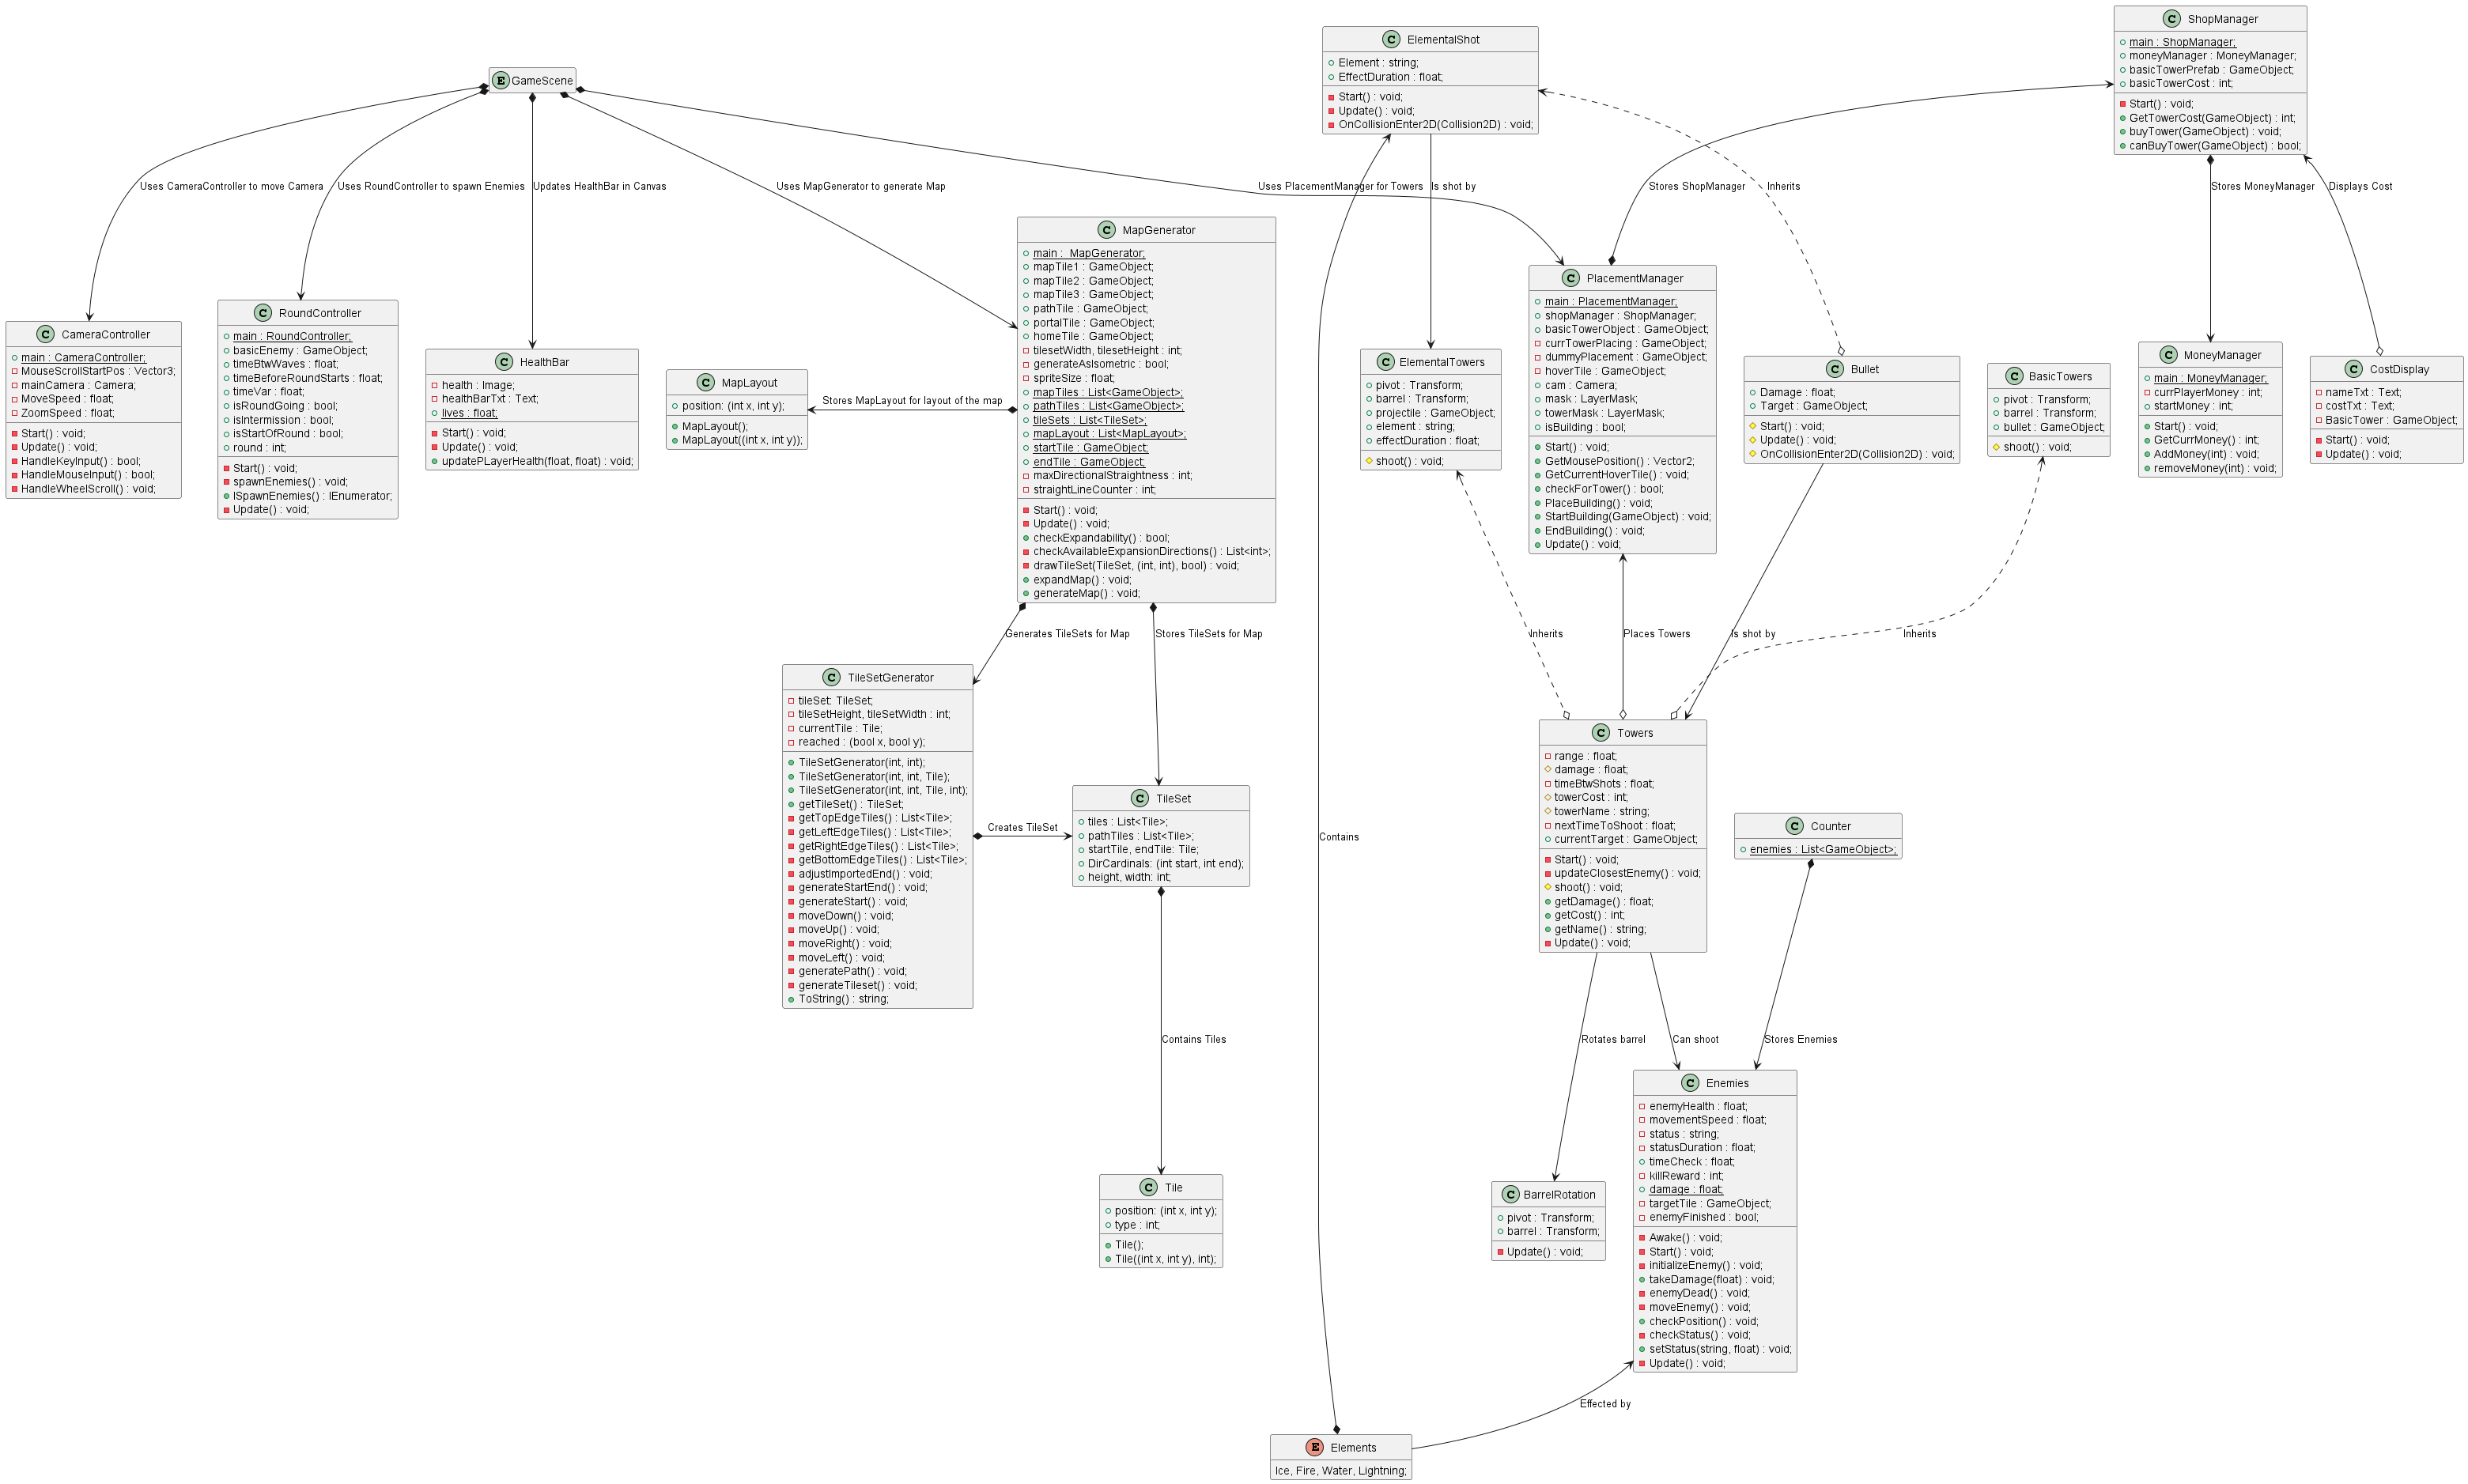 ShopManager
main : ShopManager;
moneyManager : MoneyManager;
basicTowerPrefab : GameObject;
basicTowerCost : int;
Start() : void;
GetTowerCost(GameObject) : int;
buyTower(GameObject) : void;
canBuyTower(GameObject) : bool;
ElementalShot
Element : string;
EffectDuration : float;
Start() : void;
Update() : void;
OnCollisionEnter2D(Collision2D) : void;
GameScene
Uses CameraController to move Camera
Uses RoundController to spawn Enemies
Updates HealthBar in Canvas
Uses MapGenerator to generate Map
Uses PlacementManager for Towers
Is shot by
Stores ShopManager
Inherits
Stores MoneyManager
Displays Cost
CameraController
main : CameraController;
MouseScrollStartPos : Vector3;
mainCamera : Camera;
MoveSpeed : float;
ZoomSpeed : float;
Start() : void;
Update() : void;
HandleKeyInput() : bool;
HandleMouseInput() : bool;
HandleWheelScroll() : void;
RoundController
main : RoundController;
basicEnemy : GameObject;
timeBtwWaves : float;
timeBeforeRoundStarts : float;
timeVar : float;
isRoundGoing : bool;
isIntermission : bool;
isStartOfRound : bool;
round : int;
Start() : void;
spawnEnemies() : void;
ISpawnEnemies() : IEnumerator;
Update() : void;
HealthBar
health : Image;
healthBarTxt : Text;
lives : float;
Start() : void;
Update() : void;
updatePLayerHealth(float, float) : void;
MapLayout
position: (int x, int y);
MapLayout();
MapLayout((int x, int y));
Stores MapLayout for layout of the map
MapGenerator
main :  MapGenerator;
mapTile1 : GameObject;
mapTile2 : GameObject;
mapTile3 : GameObject;
pathTile : GameObject;
portalTile : GameObject;
homeTile : GameObject;
tilesetWidth, tilesetHeight : int;
generateAsIsometric : bool;
spriteSize : float;
mapTiles : List<GameObject>;
pathTiles : List<GameObject>;
tileSets : List<TileSet>;
mapLayout : List<MapLayout>;
startTile : GameObject;
endTile : GameObject;
maxDirectionalStraightness : int;
straightLineCounter : int;
Start() : void;
Update() : void;
checkExpandability() : bool;
checkAvailableExpansionDirections() : List<int>;
drawTileSet(TileSet, (int, int), bool) : void;
expandMap() : void;
generateMap() : void;
ElementalTowers
pivot : Transform;
barrel : Transform;
projectile : GameObject;
element : string;
effectDuration : float;
shoot() : void;
PlacementManager
main : PlacementManager;
shopManager : ShopManager;
basicTowerObject : GameObject;
currTowerPlacing : GameObject;
dummyPlacement : GameObject;
hoverTile : GameObject;
cam : Camera;
mask : LayerMask;
towerMask : LayerMask;
isBuilding : bool;
Start() : void;
GetMousePosition() : Vector2;
GetCurrentHoverTile() : void;
checkForTower() : bool;
PlaceBuilding() : void;
StartBuilding(GameObject) : void;
EndBuilding() : void;
Update() : void;
Bullet
Damage : float;
Target : GameObject;
Start() : void;
Update() : void;
OnCollisionEnter2D(Collision2D) : void;
BasicTowers
pivot : Transform;
barrel : Transform;
bullet : GameObject;
shoot() : void;
MoneyManager
main : MoneyManager;
currPlayerMoney : int;
startMoney : int;
Start() : void;
GetCurrMoney() : int;
AddMoney(int) : void;
removeMoney(int) : void;
CostDisplay
nameTxt : Text;
costTxt : Text;
BasicTower : GameObject;
Start() : void;
Update() : void;
Generates TileSets for Map
Stores TileSets for Map
Inherits
Places Towers
Is shot by
Inherits
TileSetGenerator
tileSet: TileSet;
tileSetHeight, tileSetWidth : int;
currentTile : Tile;
reached : (bool x, bool y);
TileSetGenerator(int, int);
TileSetGenerator(int, int, Tile);
TileSetGenerator(int, int, Tile, int);
getTileSet() : TileSet;
getTopEdgeTiles() : List<Tile>;
getLeftEdgeTiles() : List<Tile>;
getRightEdgeTiles() : List<Tile>;
getBottomEdgeTiles() : List<Tile>;
adjustImportedEnd() : void;
generateStartEnd() : void;
generateStart() : void;
moveDown() : void;
moveUp() : void;
moveRight() : void;
moveLeft() : void;
generatePath() : void;
generateTileset() : void;
ToString() : string;
Creates TileSet
TileSet
tiles : List<Tile>;
pathTiles : List<Tile>;
startTile, endTile: Tile;
DirCardinals: (int start, int end);
height, width: int;
Contains
Towers
range : float;
damage : float;
timeBtwShots : float;
towerCost : int;
towerName : string;
nextTimeToShoot : float;
currentTarget : GameObject;
Start() : void;
updateClosestEnemy() : void;
shoot() : void;
getDamage() : float;
getCost() : int;
getName() : string;
Update() : void;
Counter
enemies : List<GameObject>;
Contains Tiles
Rotates barrel
Can shoot
Stores Enemies
Tile
position: (int x, int y);
type : int;
Tile();
Tile((int x, int y), int);
BarrelRotation
pivot : Transform;
barrel : Transform;
Update() : void;
Enemies
enemyHealth : float;
movementSpeed : float;
status : string;
statusDuration : float;
timeCheck : float;
killReward : int;
damage : float;
targetTile : GameObject;
enemyFinished : bool;
Awake() : void;
Start() : void;
initializeEnemy() : void;
takeDamage(float) : void;
enemyDead() : void;
moveEnemy() : void;
checkPosition() : void;
checkStatus() : void;
setStatus(string, float) : void;
Update() : void;
Effected by
Elements
Ice, Fire, Water, Lightning;